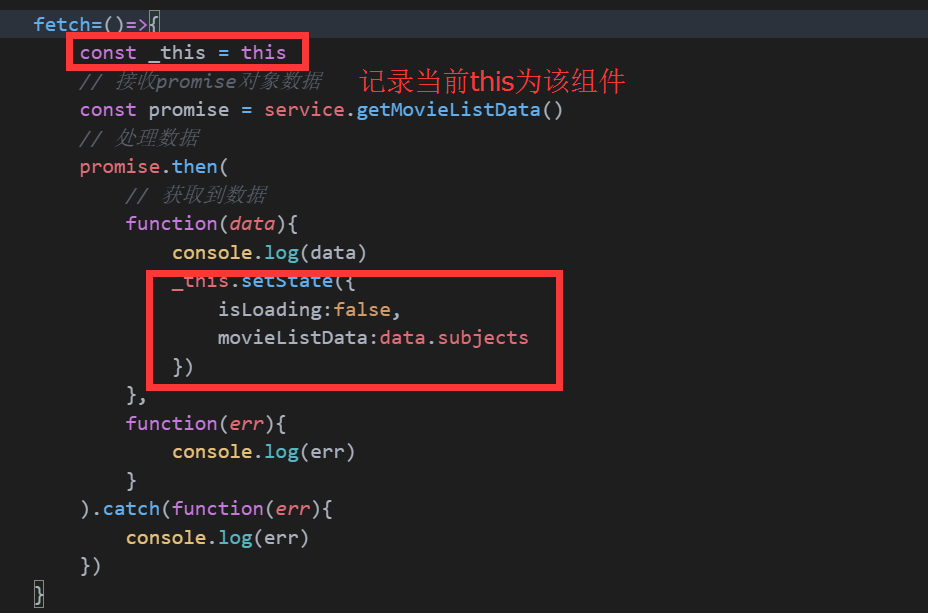 fetch=()=>{
const _this = this
// 接收promise对象数据
记录当前this为该组件
const promise = service.getMovieListData()
// 处理数据
promise.then(
// 获取到数据
function(data){
console.log(data)
_this.setState({
isLoading:false,
movieListData:data.subjects
})
},
function(err){
console.log(err)
}
).catch(function(err){
console.log(err)
})
}